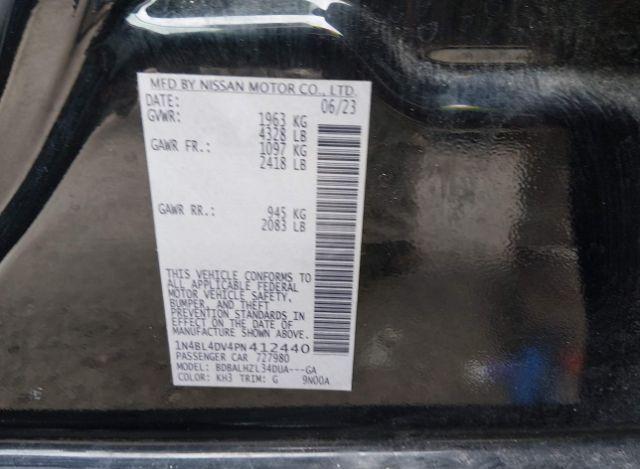 MFD BY NISSAN MOTOR CO., LTD.
DATE: 06/23
GVWR: 1963 KG
4328 LB
GAWR FR.: 1097 KG
2418 LB
GAWR RR.: 945 KG
2083 LB
THIS VEHICLE CONFORMS TO
ALL APPLICABLE FEDERAL
MOTOR VEHICLE SAFETY,
BUMPER, AND THEFT
PREVENTION STANDARDS IN
EFFECT ON THE DATE OF
MANUFACTURE SHOWN ABOVE.
1N4BL4DV4PN412440
PASSENGER CAR 727980
MODEL: BDBALHZL34DUA---GA
COLOR: KH3 TRIM: G 9N00A